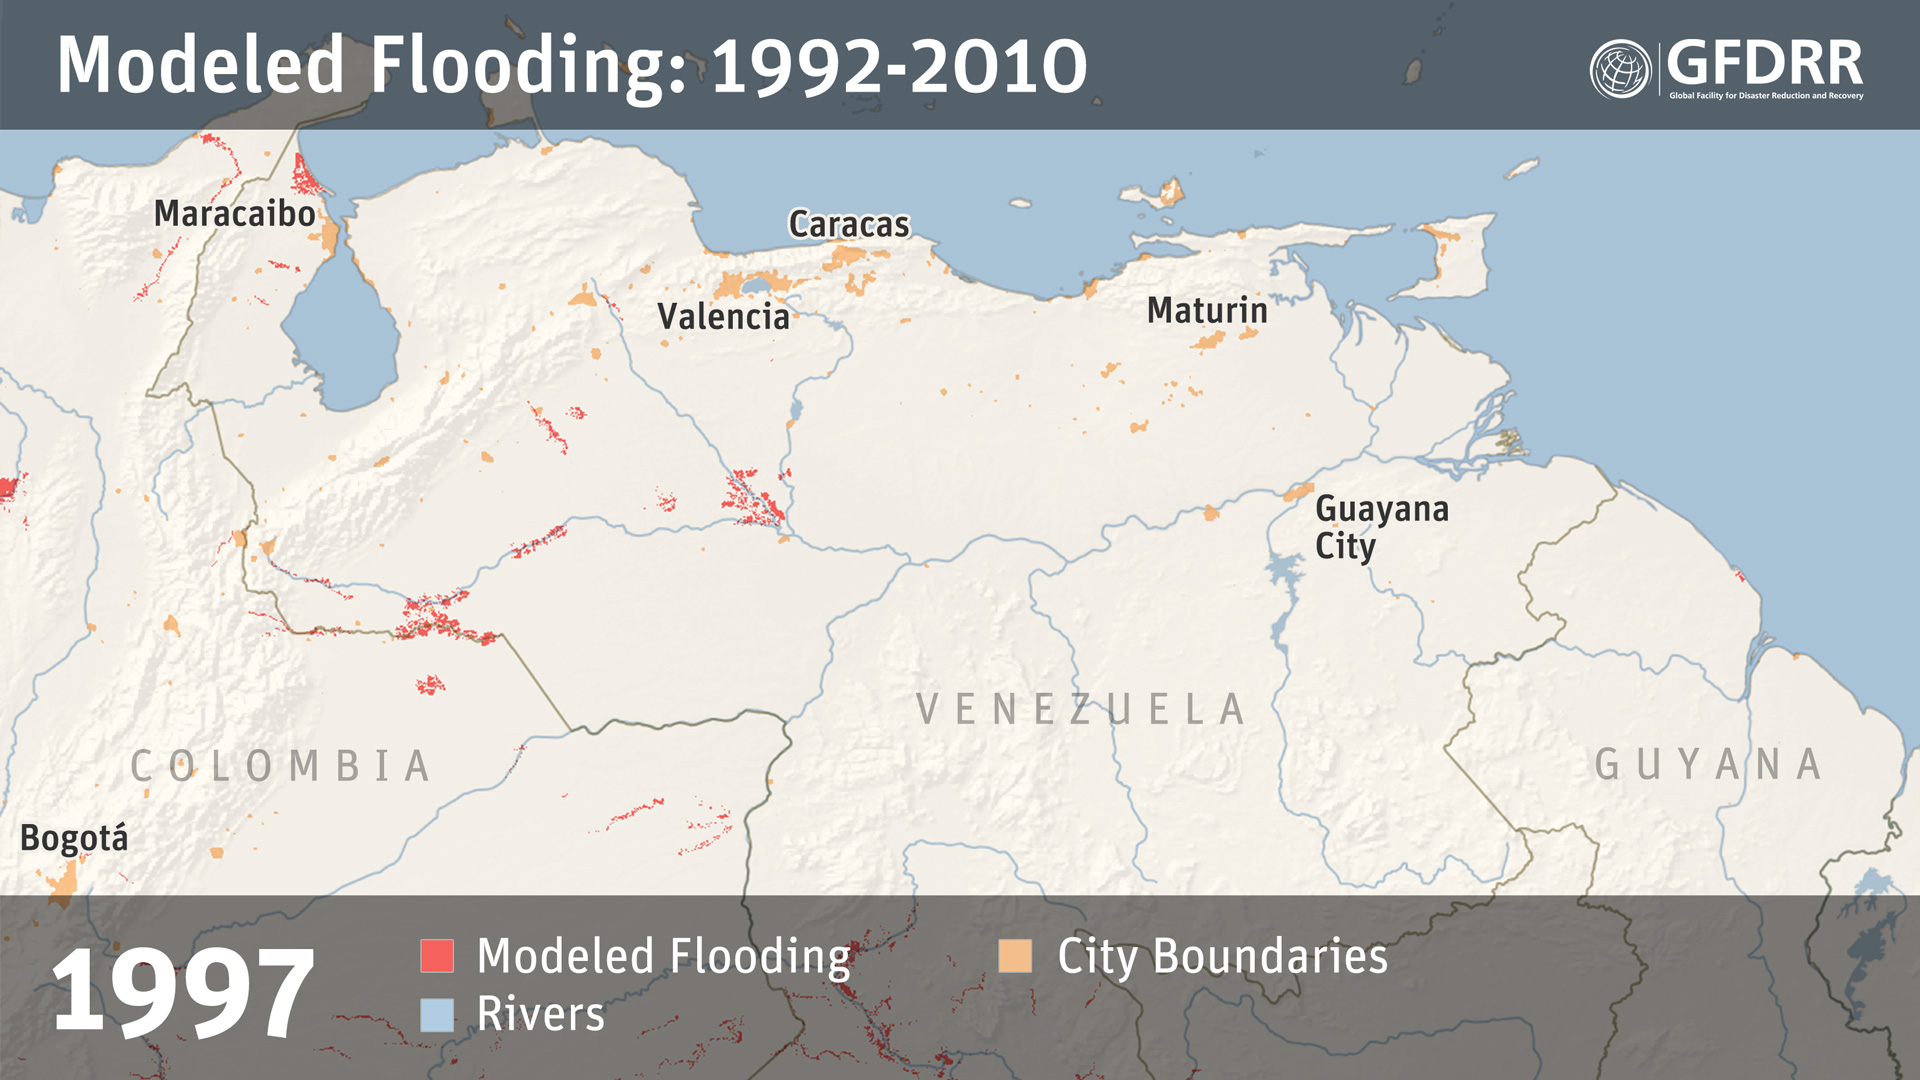 Modeled Flooding: 1992-2010
GFDRR
Global Facility for Disaster Reduction and Recovery
Maracaibo
Caracas
Valencia
Maturin
Guayana
City
VENEZUELA
COLOMBIA
GUYANA
Bogotá
1997
Modeled Flooding
City Boundaries
Rivers